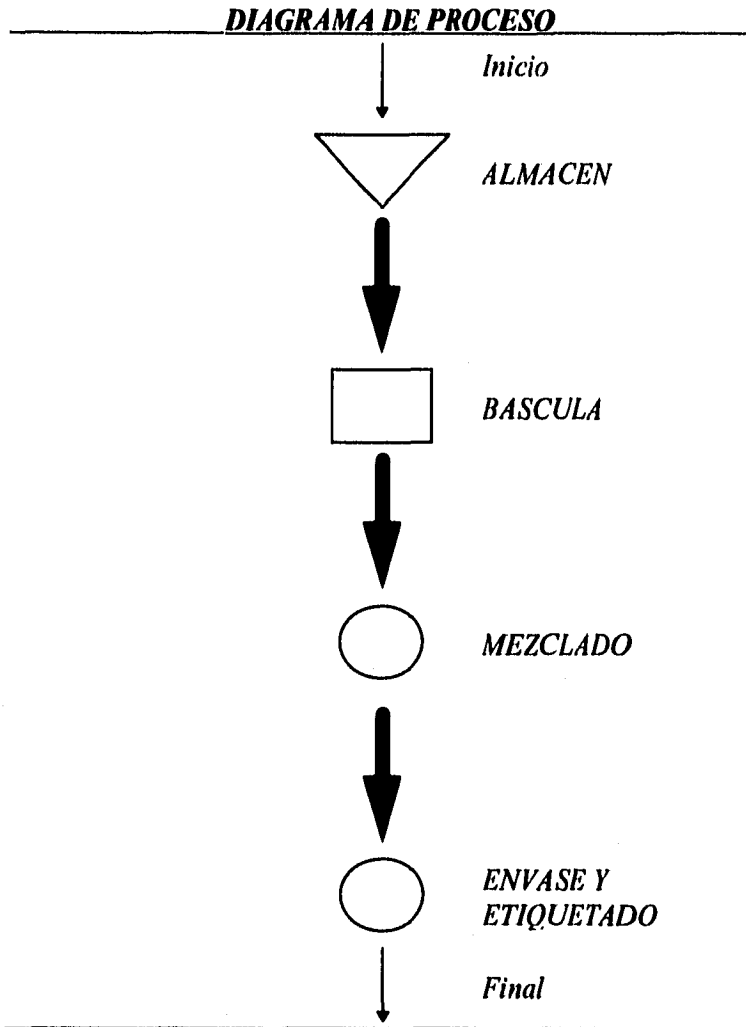 DIAGRAMA DE PROCESO
Inicio
ALMACEN
BASCULA
MEZCLADO
ENVASE Y
ETIQUETADO
Final